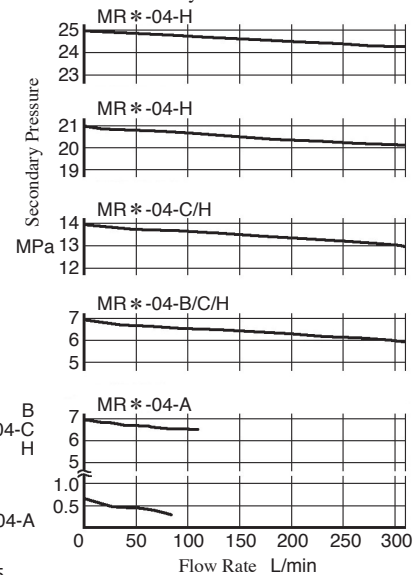 MR*-04-H
25
24
23
MR*-04-H
21
20
19
Secondary Pressure
MR*-04-C/H
14
MPa 13
12
MR*-04-B/C/H
7
6
5
MR*-04-A
B 7
04-C 6
H
5
1.0
0.5
04-A
0 50 100 150 200 250 300
Flow Rate L/min